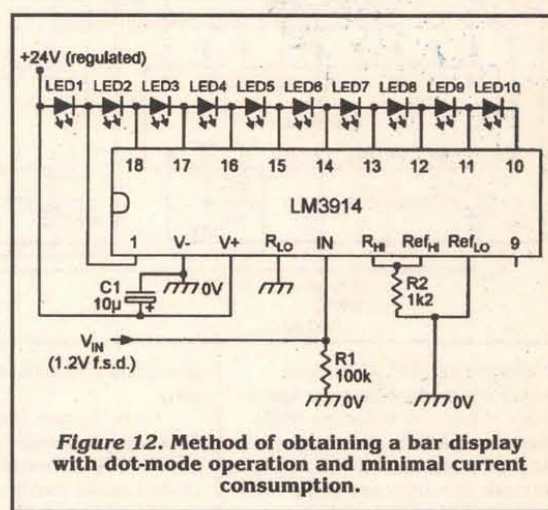 +24V (regulated)
LED1 LED2 LED3 LED4 LED5 LED6 LED7 LED8 LED9 LED10
18 17 16 15 14 13 12 11 10
LM3914
1 V- V+ RLO IN RHI RefHI RefLO 9
C1
10µ
+
0V
R2
1k2
VIN
(1.2V f.s.d.)
R1
100k
0V
0V
Figure 12. Method of obtaining a bar display
with dot-mode operation and minimal current
consumption.